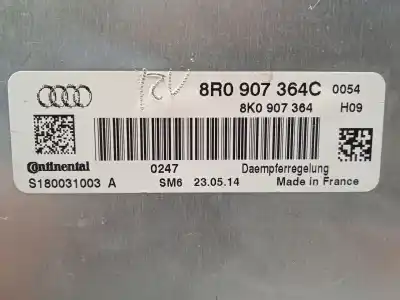 8R0 907 364C 0054
8K0 907 364 H09
Continental 0247 Daempferregelung
S180031003 A SM6 23.05.14 Made in France